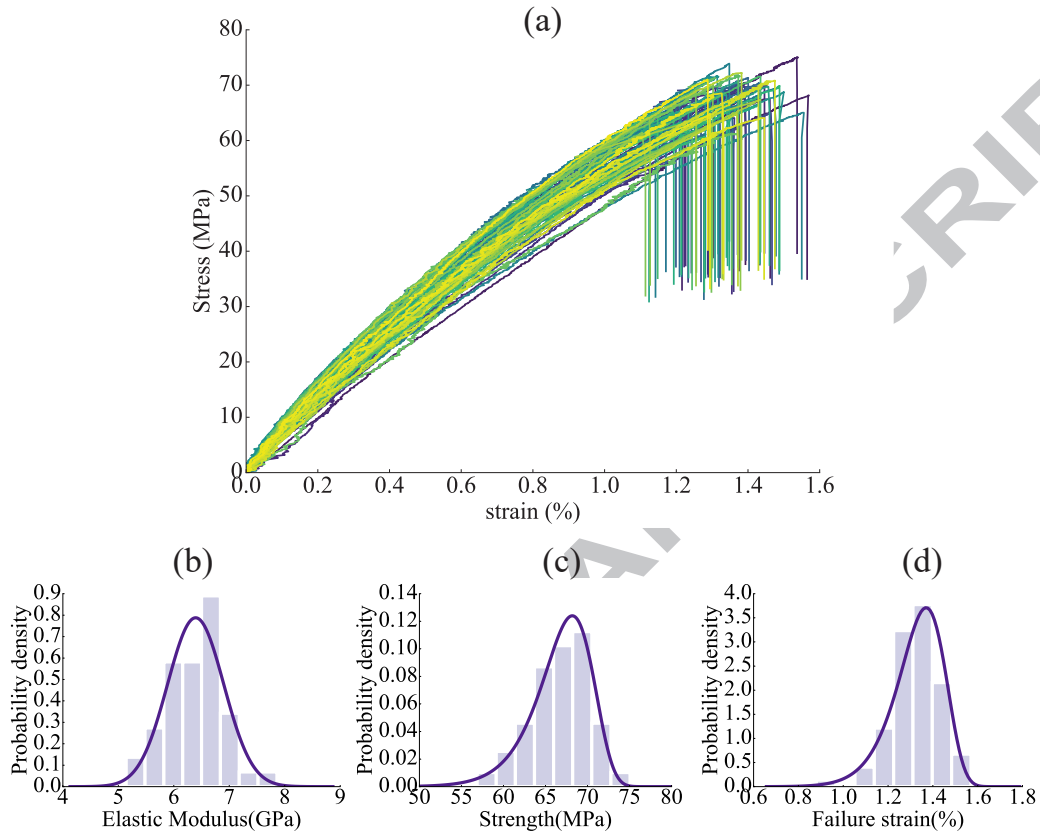 (a)
80
70
60
50
40
30
20
10
0
Stress (MPa)
0.0 0.2 0.4 0.6 0.8 1.0 1.2 1.4 1.6
strain (%)
(b)
0.9
0.8
0.7
0.6
0.5
0.4
0.3
0.2
0.1
0.0
Probability density
4 5 6 7 8 9
Elastic Modulus(GPa)
(c)
0.14
0.12
0.10
0.08
0.06
0.04
0.02
0.00
Probability density
50 55 60 65 70 75 80
Strength(MPa)
(d)
4.0
3.5
3.0
2.5
2.0
1.5
1.0
0.5
0.0
Probability density
0.6 0.8 1.0 1.2 1.4 1.6 1.8
Failure strain(%)